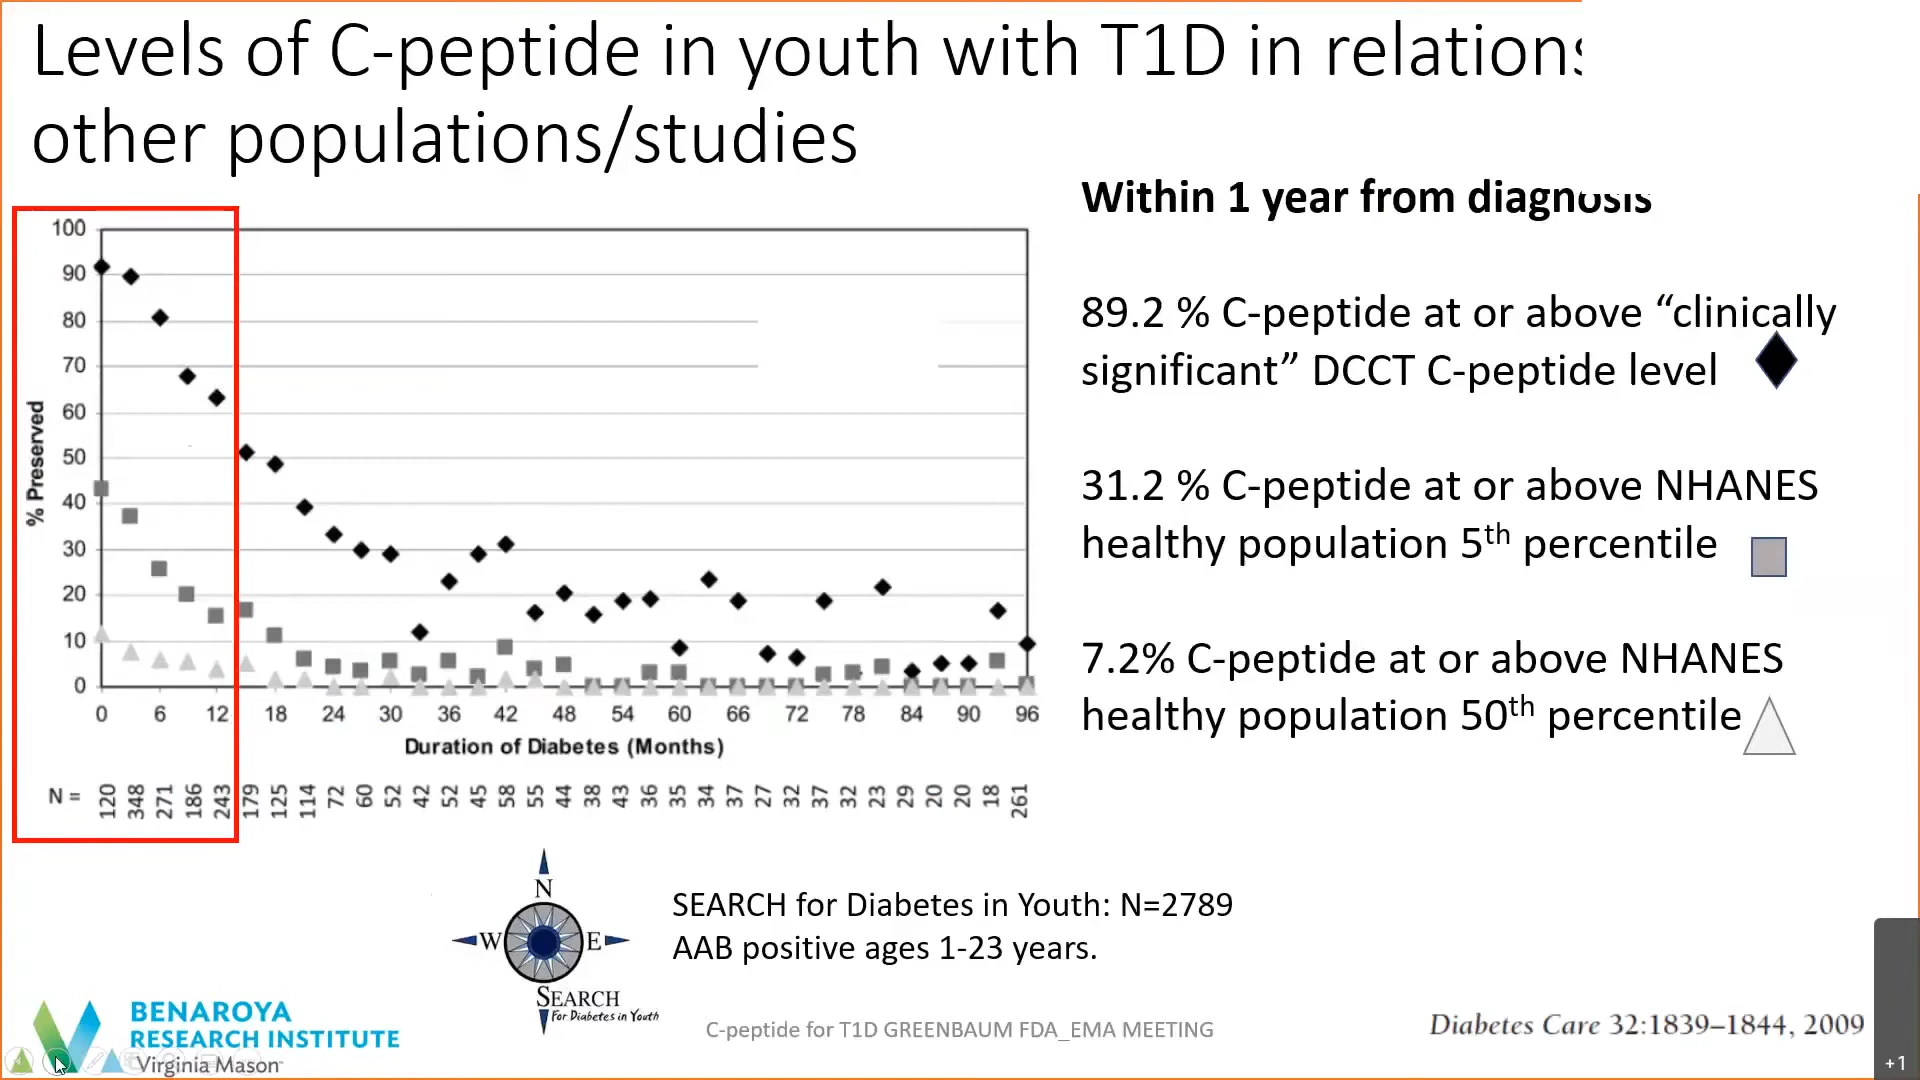 Levels of C-peptide in youth with T1D in relations
other populations/studies
Within 1 year from diagnosis
89.2 % C-peptide at or above “clinically
significant” DCCT C-peptide level
31.2 % C-peptide at or above NHANES
healthy population 5th percentile
7.2% C-peptide at or above NHANES
healthy population 50th percentile
% Preserved
100
90
80
70
60
50
40
30
20
10
0
0 6 12 18 24 30 36 42 48 54 60 66 72 78 84 90 96
Duration of Diabetes (Months)
N = 120 348 271 186 243 179 125 114 72 60 52 42 52 45 58 55 44 38 43 36 35 34 37 27 32 37 32 23 29 20 20 18 261
N
W E
SEARCH
For Diabetes in Youth
SEARCH for Diabetes in Youth: N=2789
AAB positive ages 1-23 years.
BENAROYA
RESEARCH INSTITUTE
Virginia Mason
C-peptide for T1D GREENBAUM FDA_EMA MEETING
Diabetes Care 32:1839–1844, 2009
+1